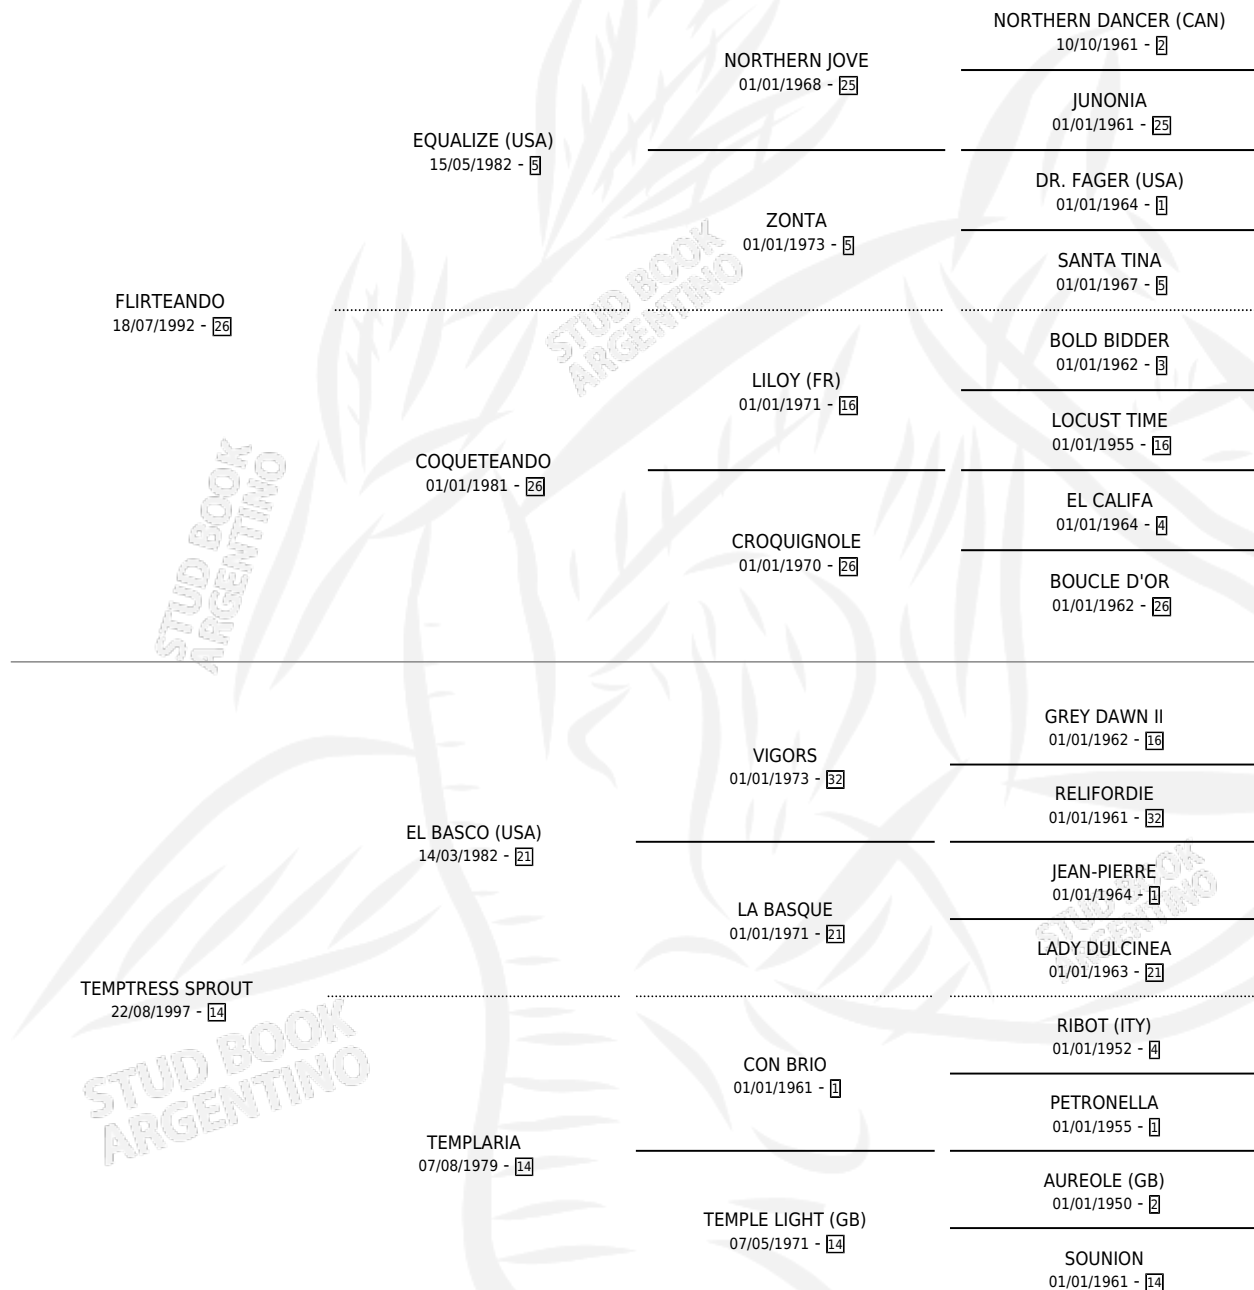 NORTHERN DANCER (CAN)
10/10/1961 - 2
NORTHERN JOVE
01/01/1968 - 25
JUNONIA
01/01/1961 - 25
EQUALIZE (USA)
15/05/1982 - 5
DR. FAGER (USA)
01/01/1964 - 1
ZONTA
01/01/1973 - 5
SANTA TINA
01/01/1967 - 5
FLIRTEANDO
18/07/1992 - 26
STUD BOOK
ARGENTINO
BOLD BIDDER
01/01/1962 - 3
LILOY (FR)
01/01/1971 - 16
LOCUST TIME
01/01/1955 - 16
COQUETEANDO
01/01/1981 - 26
EL CALIFA
01/01/1964 - 4
CROQUIGNOLE
01/01/1970 - 26
BOUCLE D'OR
01/01/1962 - 26
STUD BOOK
ARGENTINO
GREY DAWN II
01/01/1962 - 16
VIGORS
01/01/1973 - 32
RELIFORDIE
01/01/1961 - 32
EL BASCO (USA)
14/03/1982 - 21
JEAN-PIERRE
01/01/1964 - 1
LA BASQUE
01/01/1971 - 21
STUD BOOK
ARGENTINO
LADY DULCINEA
01/01/1963 - 21
TEMPTRESS SPROUT
22/08/1997 - 14
STUD BOOK
ARGENTINO
RIBOT (ITY)
01/01/1952 - 4
CON BRIO
01/01/1961 - 1
PETRONELLA
01/01/1955 - 1
TEMPLARIA
07/08/1979 - 14
AUREOLE (GB)
01/01/1950 - 2
TEMPLE LIGHT (GB)
07/05/1971 - 14
SOUNION
01/01/1961 - 14